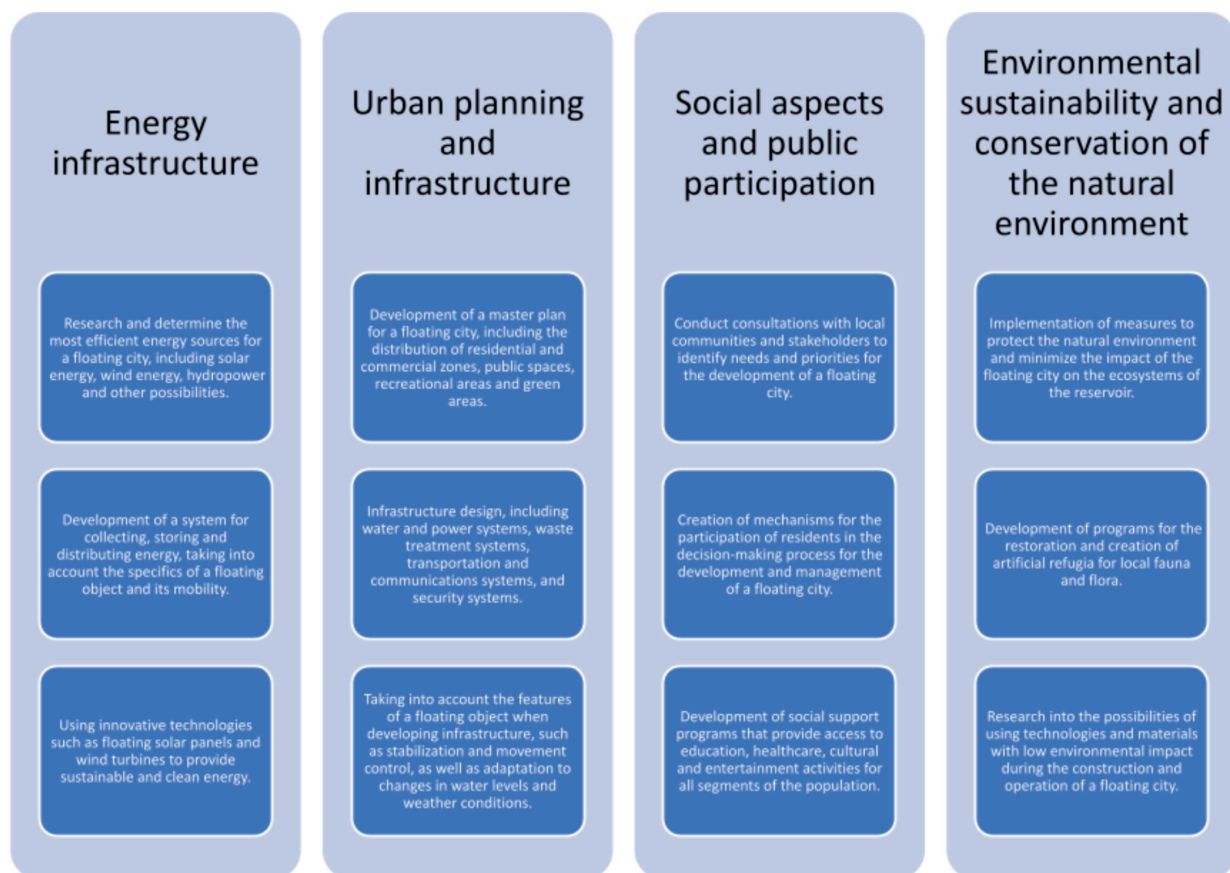 Energy
infrastructure
Research and determine the
most efficient energy sources for
a floating city, including solar
energy, wind energy, hydropower
and other possibilities.
Development of a system for
collecting, storing and
distributing energy, taking into
account the specifics of a floating
object and its mobility.
Using innovative technologies
such as floating solar panels and
wind turbines to provide
sustainable and clean energy.
Urban planning
and
infrastructure
Development of a master plan
for a floating city, including the
distribution of residential and
commercial zones, public spaces,
recreational areas and green
areas.
Infrastructure design, including
water and power systems, waste
treatment systems,
transportation and
communications systems, and
security systems.
Taking into account the features
of a floating object when
developing infrastructure, such
as stabilization and movement
control, as well as adaptation to
changes in water levels and
weather conditions.
Social aspects
and public
participation
Conduct consultations with local
communities and stakeholders to
identify needs and priorities for
the development of a floating
city.
Creation of mechanisms for the
participation of residents in the
decision-making process for the
development and management
of a floating city.
Development of social support
programs that provide access to
education, healthcare, cultural
and entertainment activities for
all segments of the population.
Environmental
sustainability and
conservation of
the natural
environment
Implementation of measures to
protect the natural environment
and minimize the impact of the
floating city on the ecosystems of
the reservoir.
Development of programs for the
restoration and creation of
artificial refugia for local fauna
and flora.
Research into the possibilities of
using technologies and materials
with low environmental impact
during the construction and
operation of a floating city.